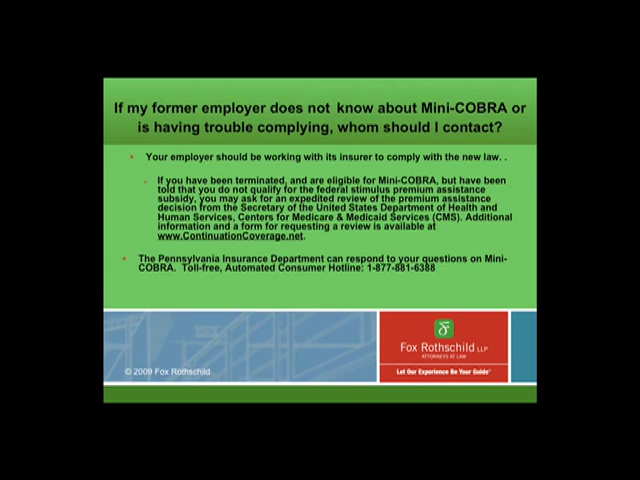 If my former employer does not know about Mini-COBRA or
is having trouble complying, whom should I contact?
Your employer should be working with its insurer to comply with the new law. .
If you have been terminated, and are eligible for Mini-COBRA, but have been
told that you do not qualify for the federal stimulus premium assistance
subsidy, you may ask for an expedited review of the premium assistance
decision from the Secretary of the United States Department of Health and
Human Services, Centers for Medicare & Medicaid Services (CMS). Additional
information and a form for requesting a review is available at
www.ContinuationCoverage.net.
The Pennsylvania Insurance Department can respond to your questions on Mini-
COBRA. Toll-free, Automated Consumer Hotline: 1-877-881-6388
Fox Rothschild LLP
ATTORNEYS AT LAW
Let Our Experience Be Your Guide®
© 2009 Fox Rothschild